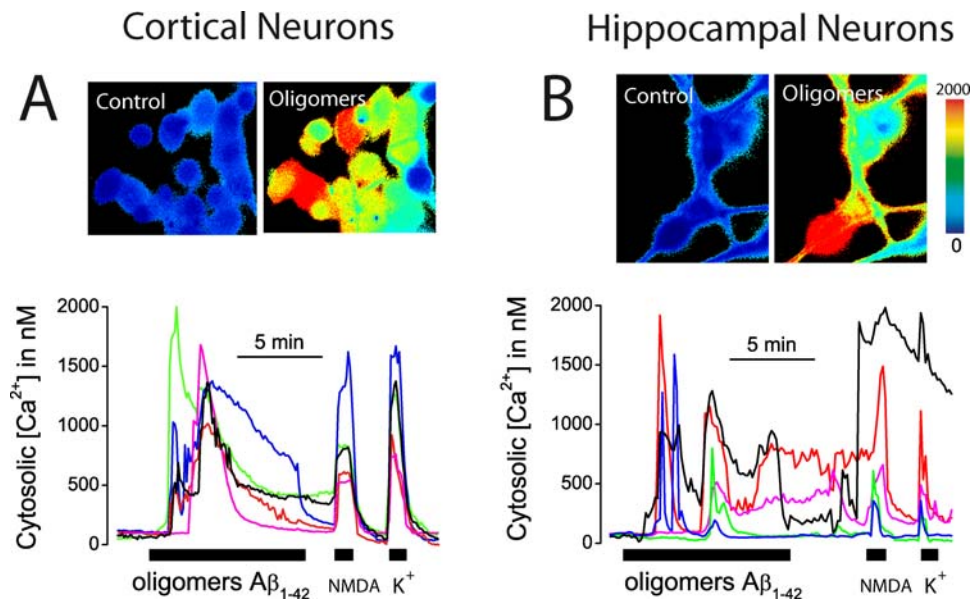 Cortical Neurons
Hippocampal Neurons
A
Control
Oligomers
B
Control
Oligomers
2000
0
Cytosolic [Ca²⁺] in nM
2000
1500
1000
500
0
5 min
oligomers Aβ₁₋₄₂
NMDA
K⁺
Cytosolic [Ca²⁺] in nM
2000
1500
1000
500
0
5 min
oligomers Aβ₁₋₄₂
NMDA
K⁺